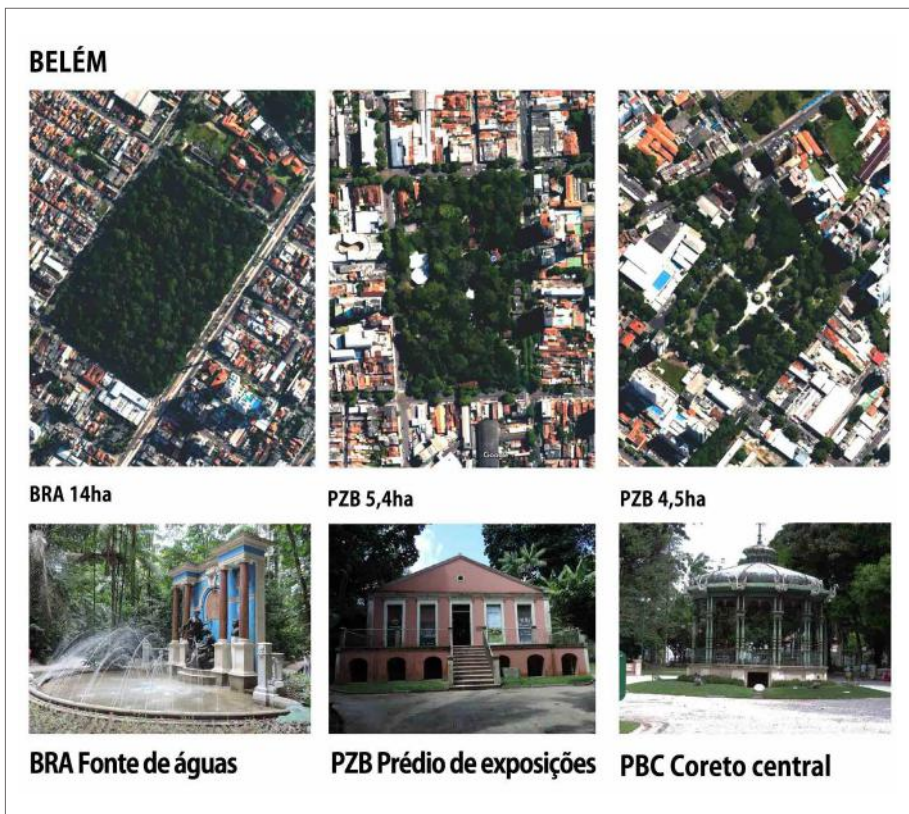 BELÉM
BRA 14ha
PZB 5,4ha
PZB 4,5ha
Google
BRA Fonte de águas
PZB Prédio de exposições
PBC Coreto central